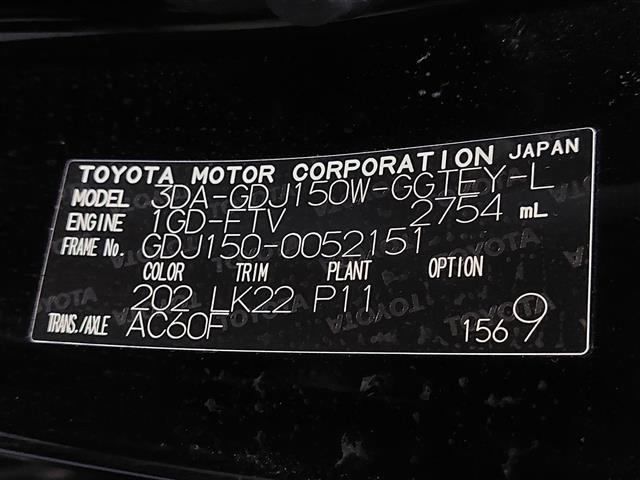 TOYOTA MOTOR CORPORATION JAPAN
MODEL 3DA-GDJ150W-GGTEY-L
ENGINE 1GD-FTV 2754 mL
FRAME No. GDJ150-0052151
COLOR TRIM PLANT OPTION
202 LK22 P11
TRANS./AXLE AC60F 1569